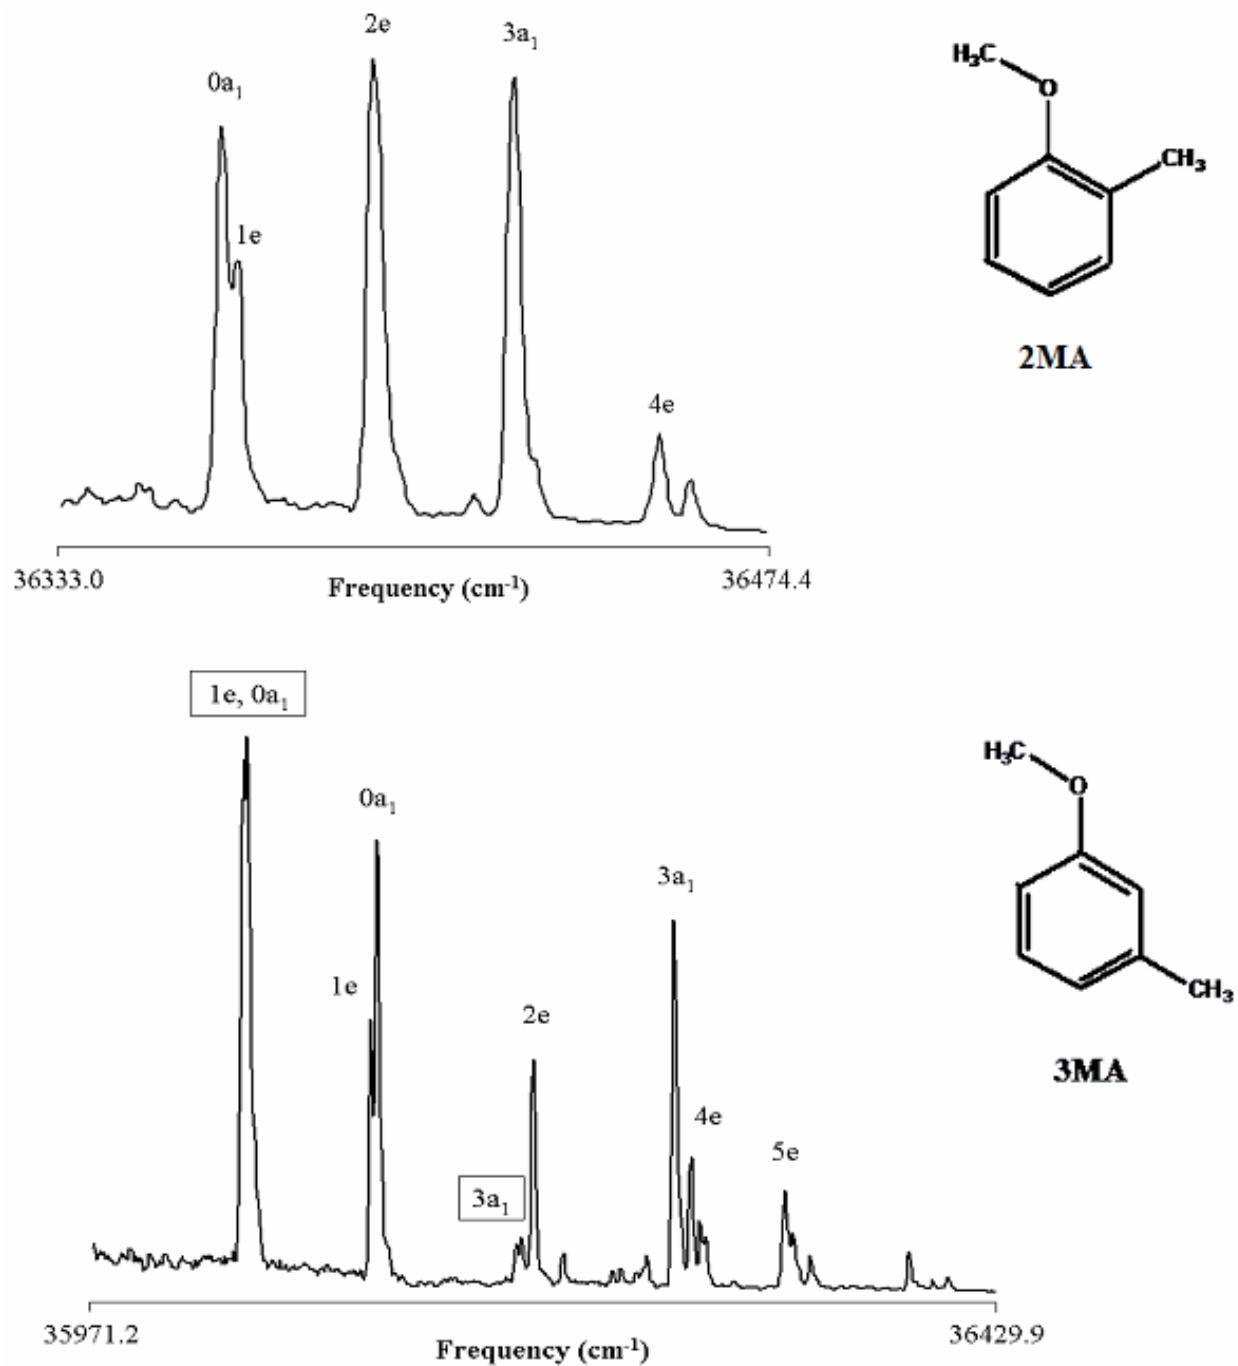 2e
3a₁
0a₁
1e
4e
H₃C
O
CH₃
2MA
36333.0
Frequency (cm⁻¹)
36474.4
1e, 0a₁
0a₁
1e
3a₁
2e
3a₁
4e
5e
H₃C
O
CH₃
3MA
35971.2
Frequency (cm⁻¹)
36429.9